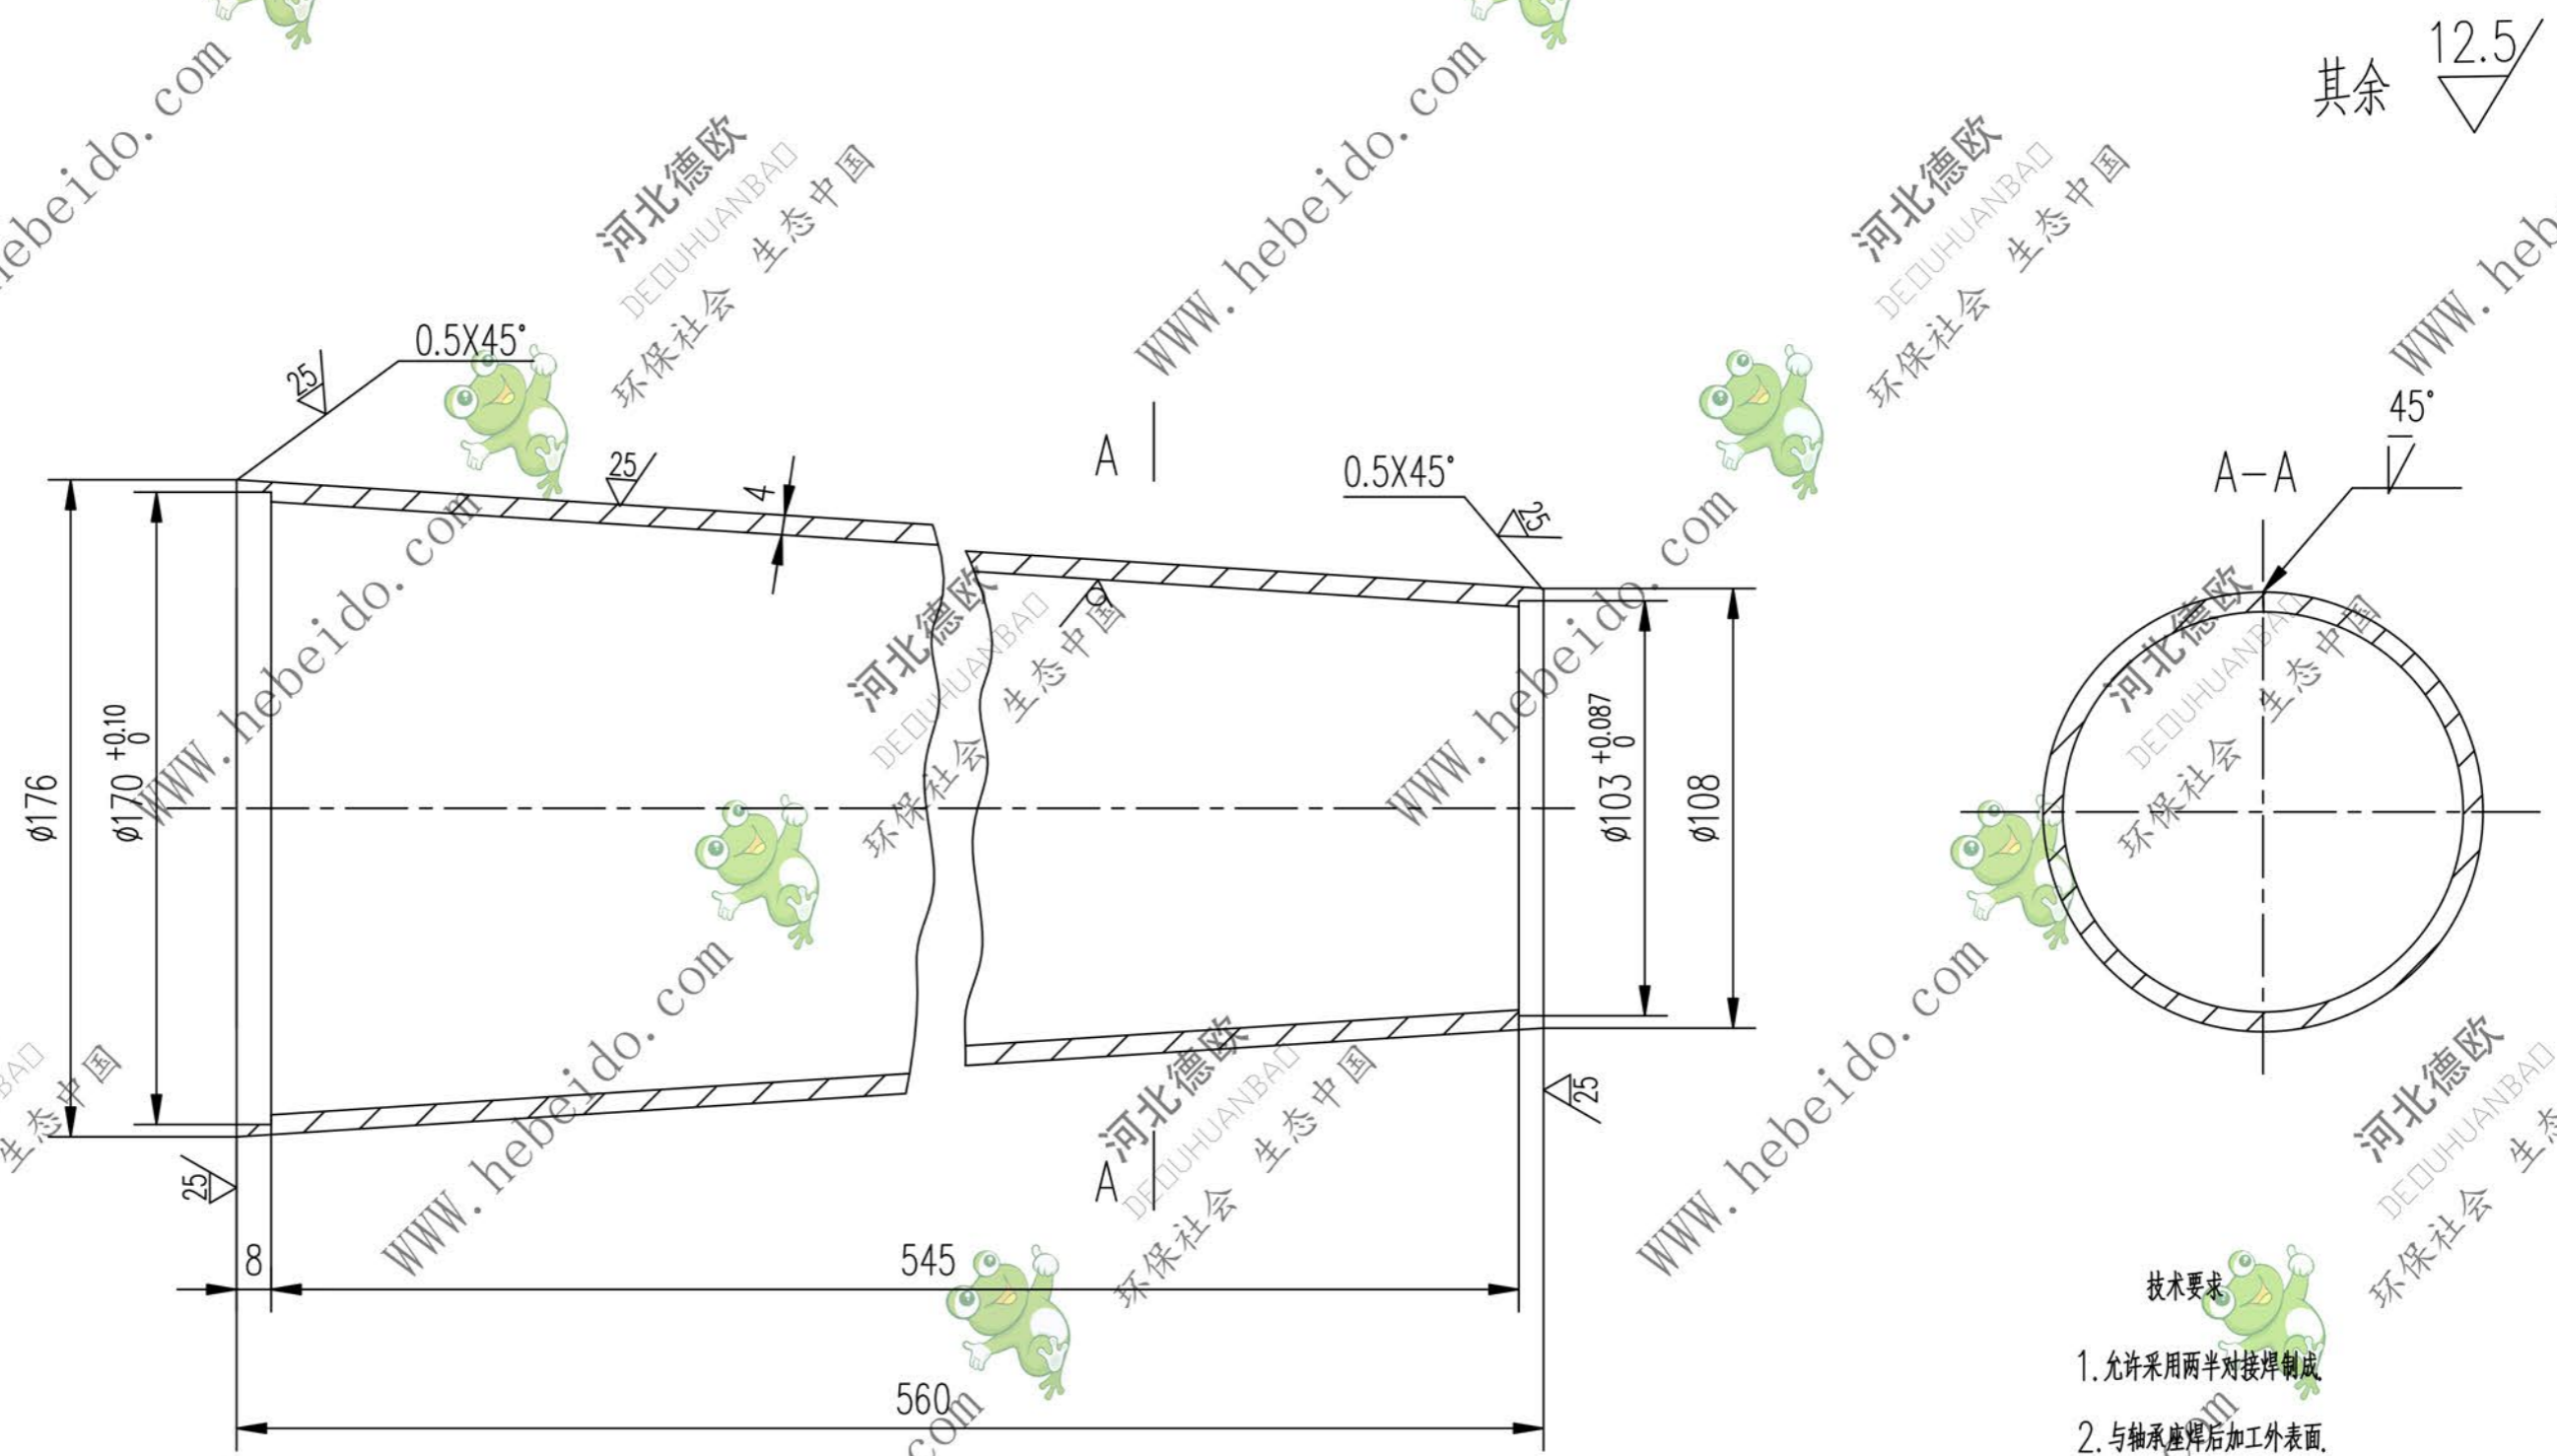 其余 12.5
0.5X45°
25
25
4
A
0.5X45°
25
A-A
45°
ø176
ø170 +0.10 0
ø103 +0.087 0
ø108
25
25
A
8
545
560
技术要求
1.允许采用两半对接焊制成.
2.与轴承座焊后加工外表面.
WWW.hebeido.com
河北德欧
DEOUHUANBAO
环保社会 生态中国